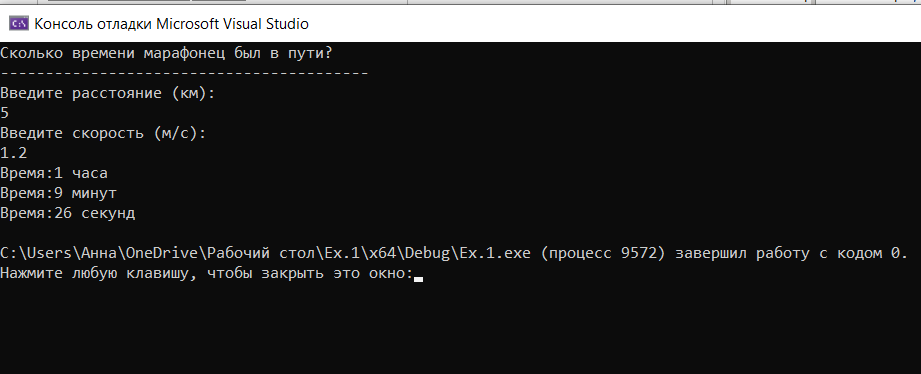 Консоль отладки Microsoft Visual Studio
Сколько времени марафонец был в пути?
-----------------------------------------
Введите расстояние (км):
5
Введите скорость (м/с):
1.2
Время:1 часа
Время:9 минут
Время:26 секунд
C:\Users\Анна\OneDrive\Рабочий стол\Ex.1\x64\Debug\Ex.1.exe (процесс 9572) завершил работу с кодом 0.
Нажмите любую клавишу, чтобы закрыть это окно: